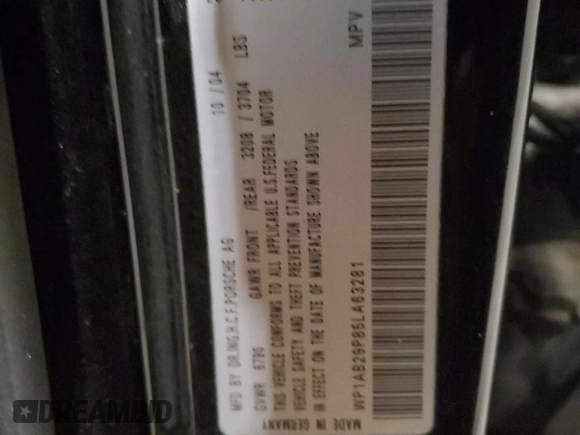 MFD BY DR.ING.H.C.F.PORSCHE AG 10 / 04
GVWR 6790 GAWR FRONT /REAR 3208 / 3704 LBS
THIS VEHICLE CONFORMS TO ALL APPLICABLE U.S.FEDERAL MOTOR
VEHICLE SAFETY AND THEFT PREVENTION STANDARDS
IN EFFECT ON THE DATE OF MANUFACTURE SHOWN ABOVE
WP1AB29P85LA63281 MPV
MADE IN GERMANY
DREAMBID